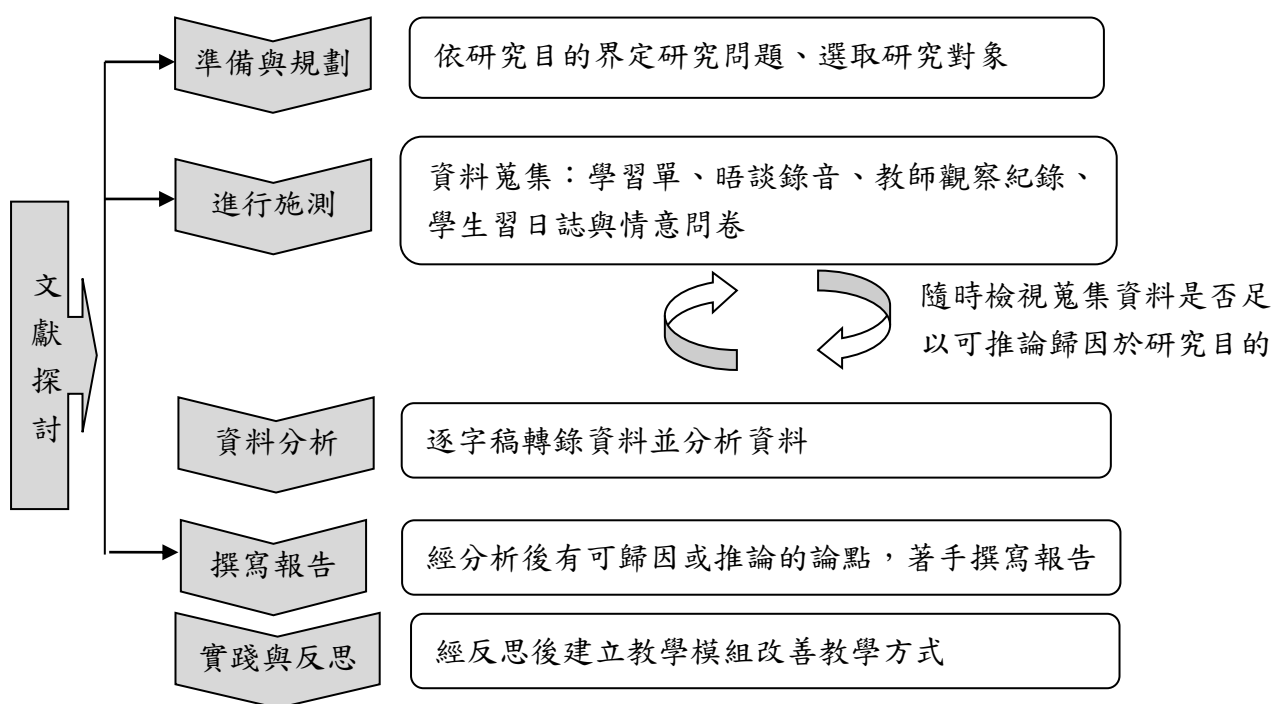 準備與規劃
依研究目的界定研究問題、選取研究對象
進行施測
資料蒐集：學習單、晤談錄音、教師觀察紀錄、
學生習日誌與情意問卷
文獻探討
隨時檢視蒐集資料是否足
以可推論歸因於研究目的
資料分析
逐字稿轉錄資料並分析資料
撰寫報告
經分析後有可歸因或推論的論點，著手撰寫報告
實踐與反思
經反思後建立教學模組改善教學方式